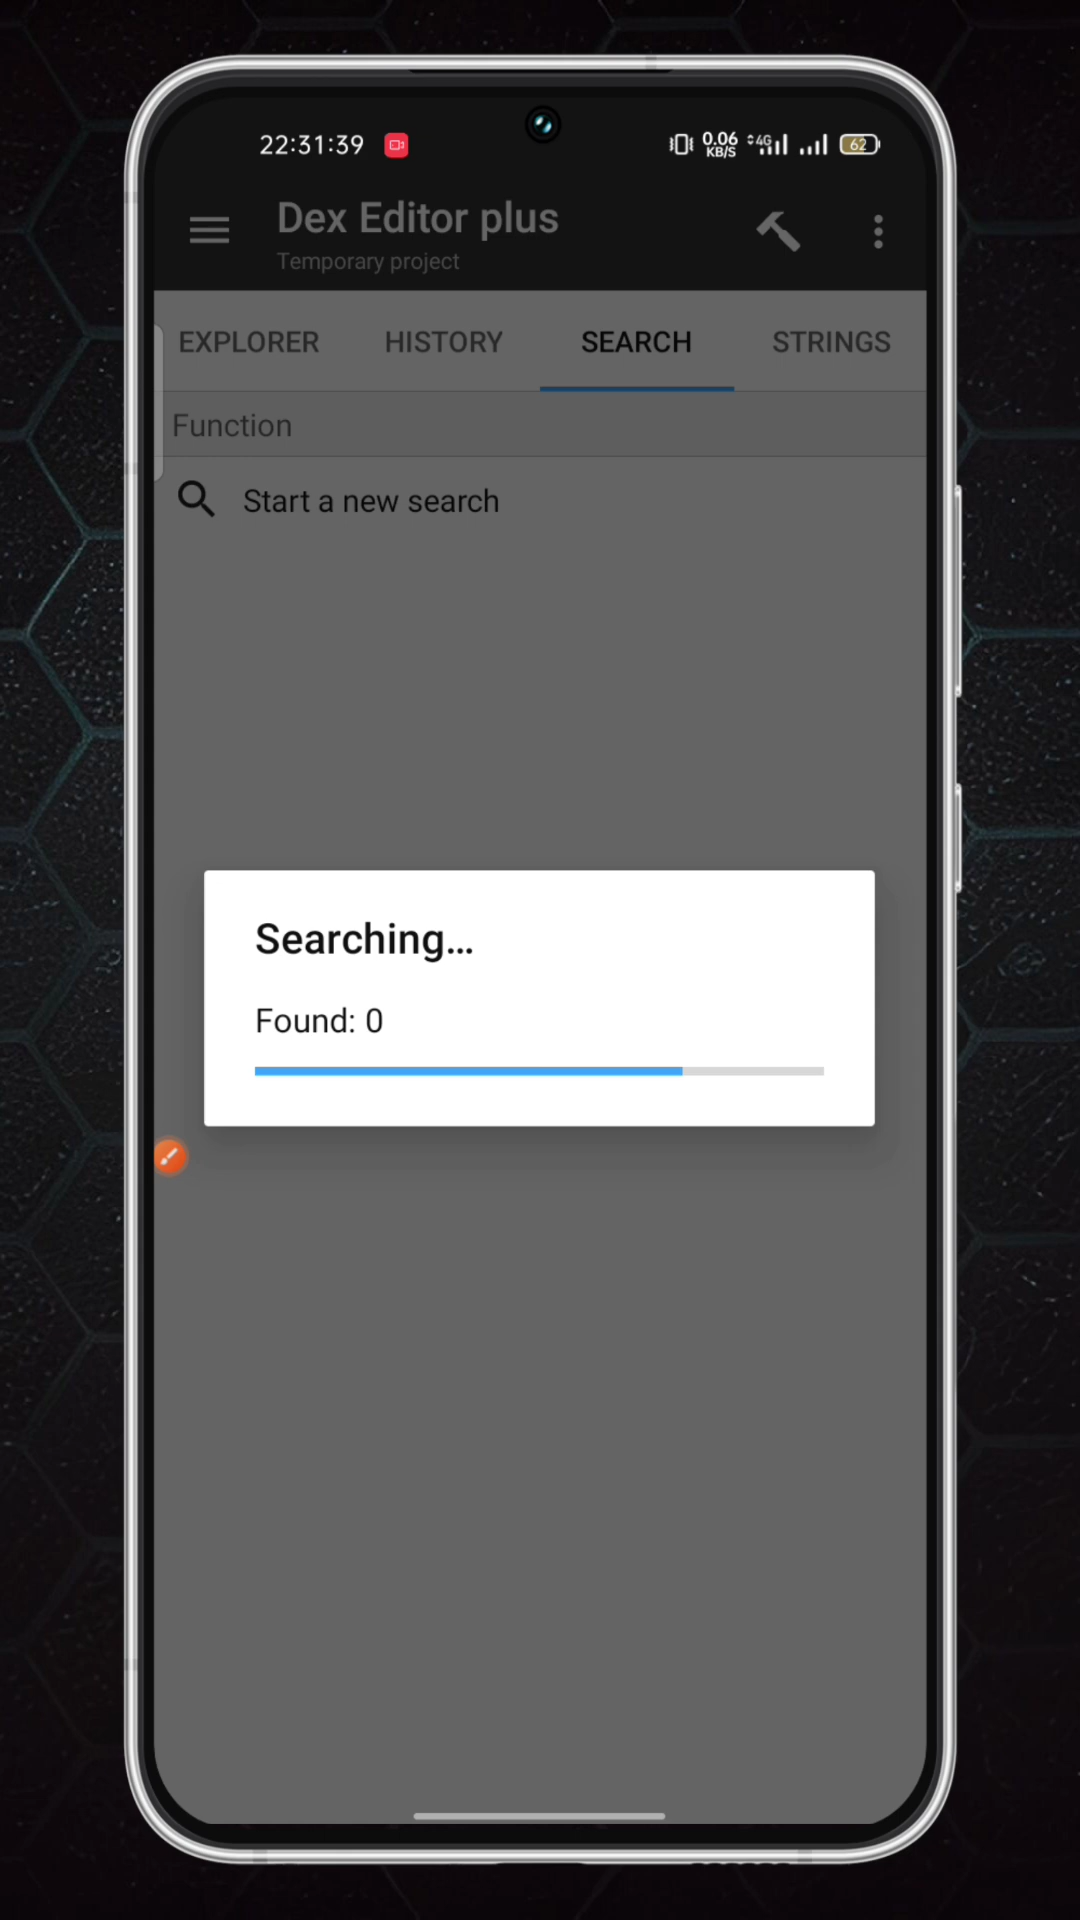 22:31:39
0.06
KB/S
4G
62
Dex Editor plus
Temporary project
EXPLORER
HISTORY
SEARCH
STRINGS
Function
Start a new search
Searching...
Found: 0